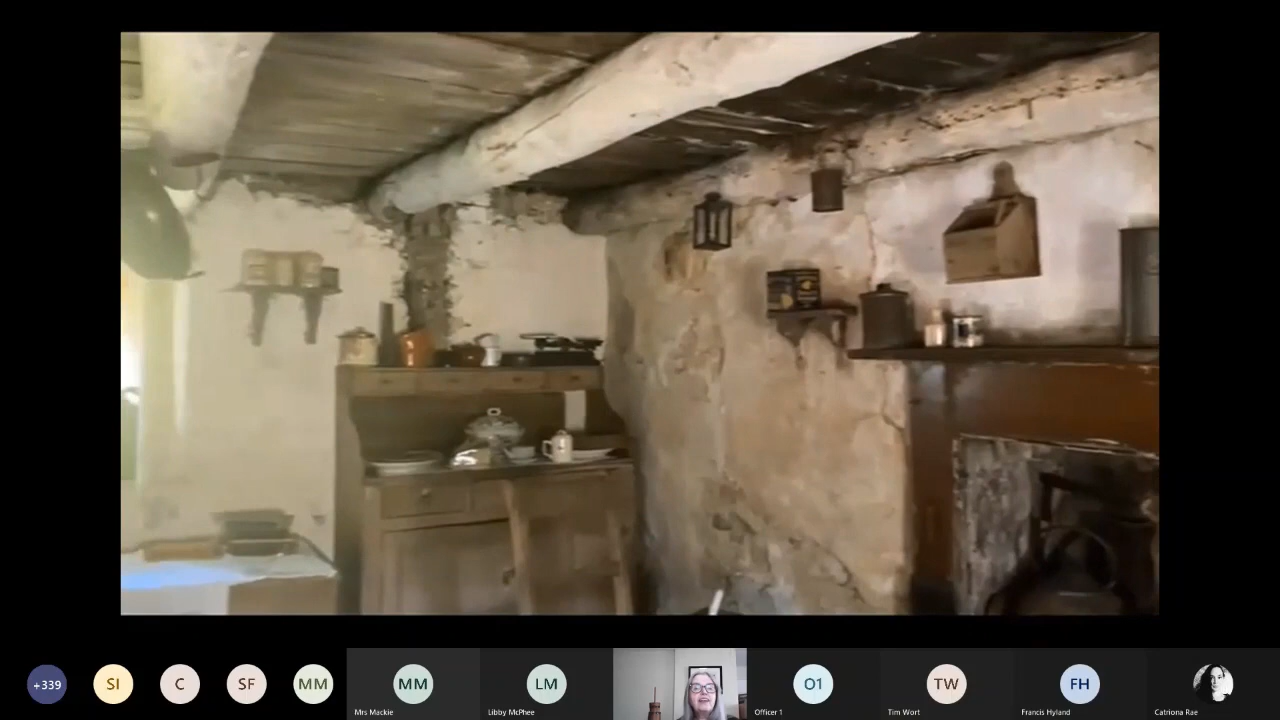 +339
SI
C
SF
MM
MM
LM
O1
TW
FH
Mrs Mackie
Libby McPhee
Officer 1
Tim Wort
Francis Hyland
Catriona Rae